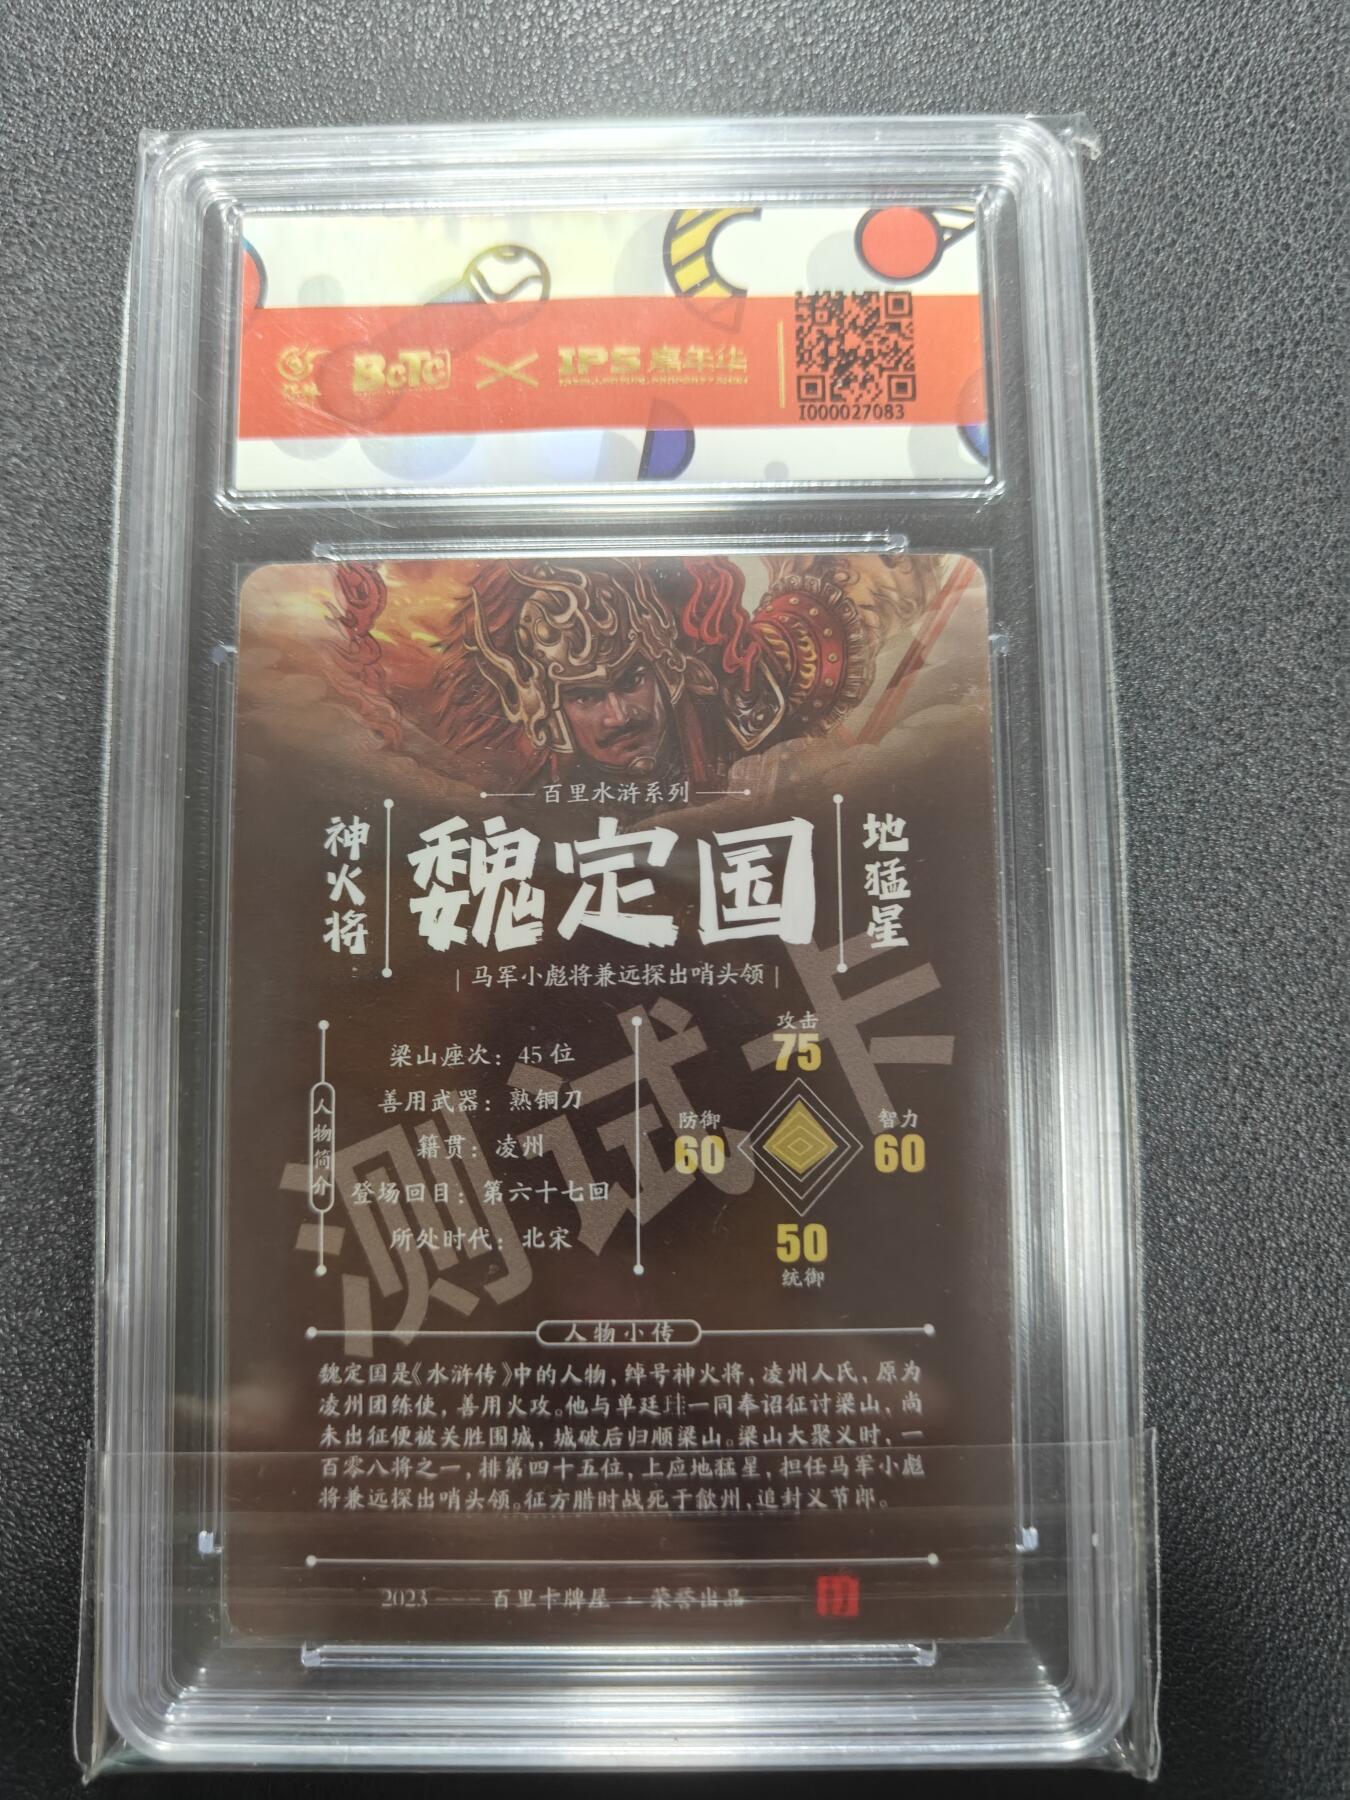 BCTC
IPS嘉年华
I000027083
百里水浒系列
神火将
魏定国
地猛星
马军小彪将兼远探出哨头领
人物简介
梁山座次：45 位
善用武器：熟铜刀
籍贯：凌州
登场回目：第六十七回
所处时代：北宋
攻击
75
防御
60
智力
60
50
统御
测试卡
人物小传
魏定国是《水浒传》中的人物，绰号神火将，凌州人氏，原为
凌州团练使，善用火攻。他与单廷珪一同奉诏征讨梁山，尚
未出征便被关胜围城，城破后归顺梁山。梁山大聚义时，一
百零八将之一，排第四十五位，上应地猛星，担任马军小彪
将兼远探出哨头领。征方腊时战死于歙州，追封义节郎。
2023 --- 百里卡牌屋 · 荣誉出品